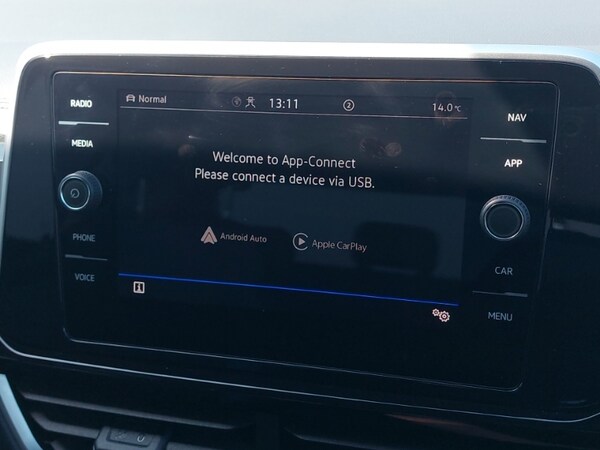 RADIO
MEDIA
PHONE
VOICE
Normal 13:11 2 14.0 °C
Welcome to App-Connect
Please connect a device via USB.
Android Auto Apple CarPlay
i
NAV
APP
CAR
MENU